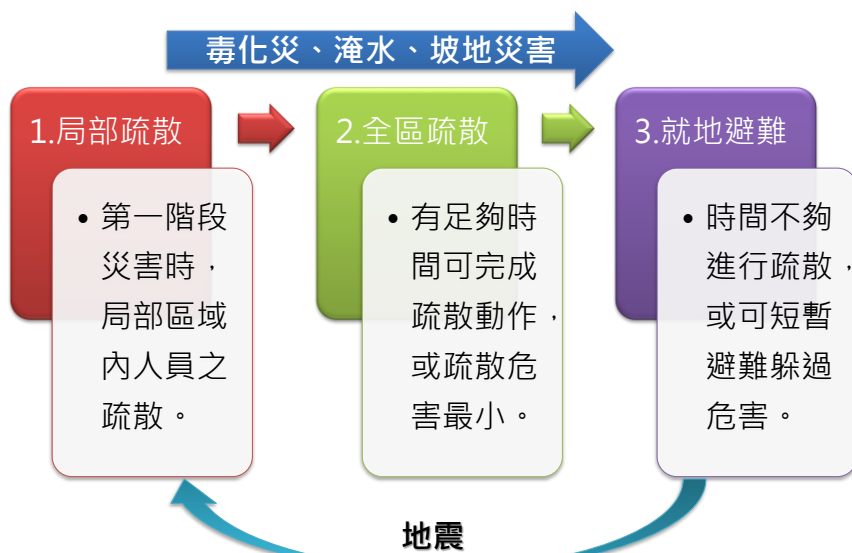 毒化災、淹水、坡地災害
1.局部疏散
2.全區疏散
3.就地避難
• 第一階段
災害時，
局部區域
內人員之
疏散。
• 有足夠時
間可完成
疏散動作，
或疏散危
害最小。
• 時間不夠
進行疏散，
或可短暫
避難躲過
危害。
地震